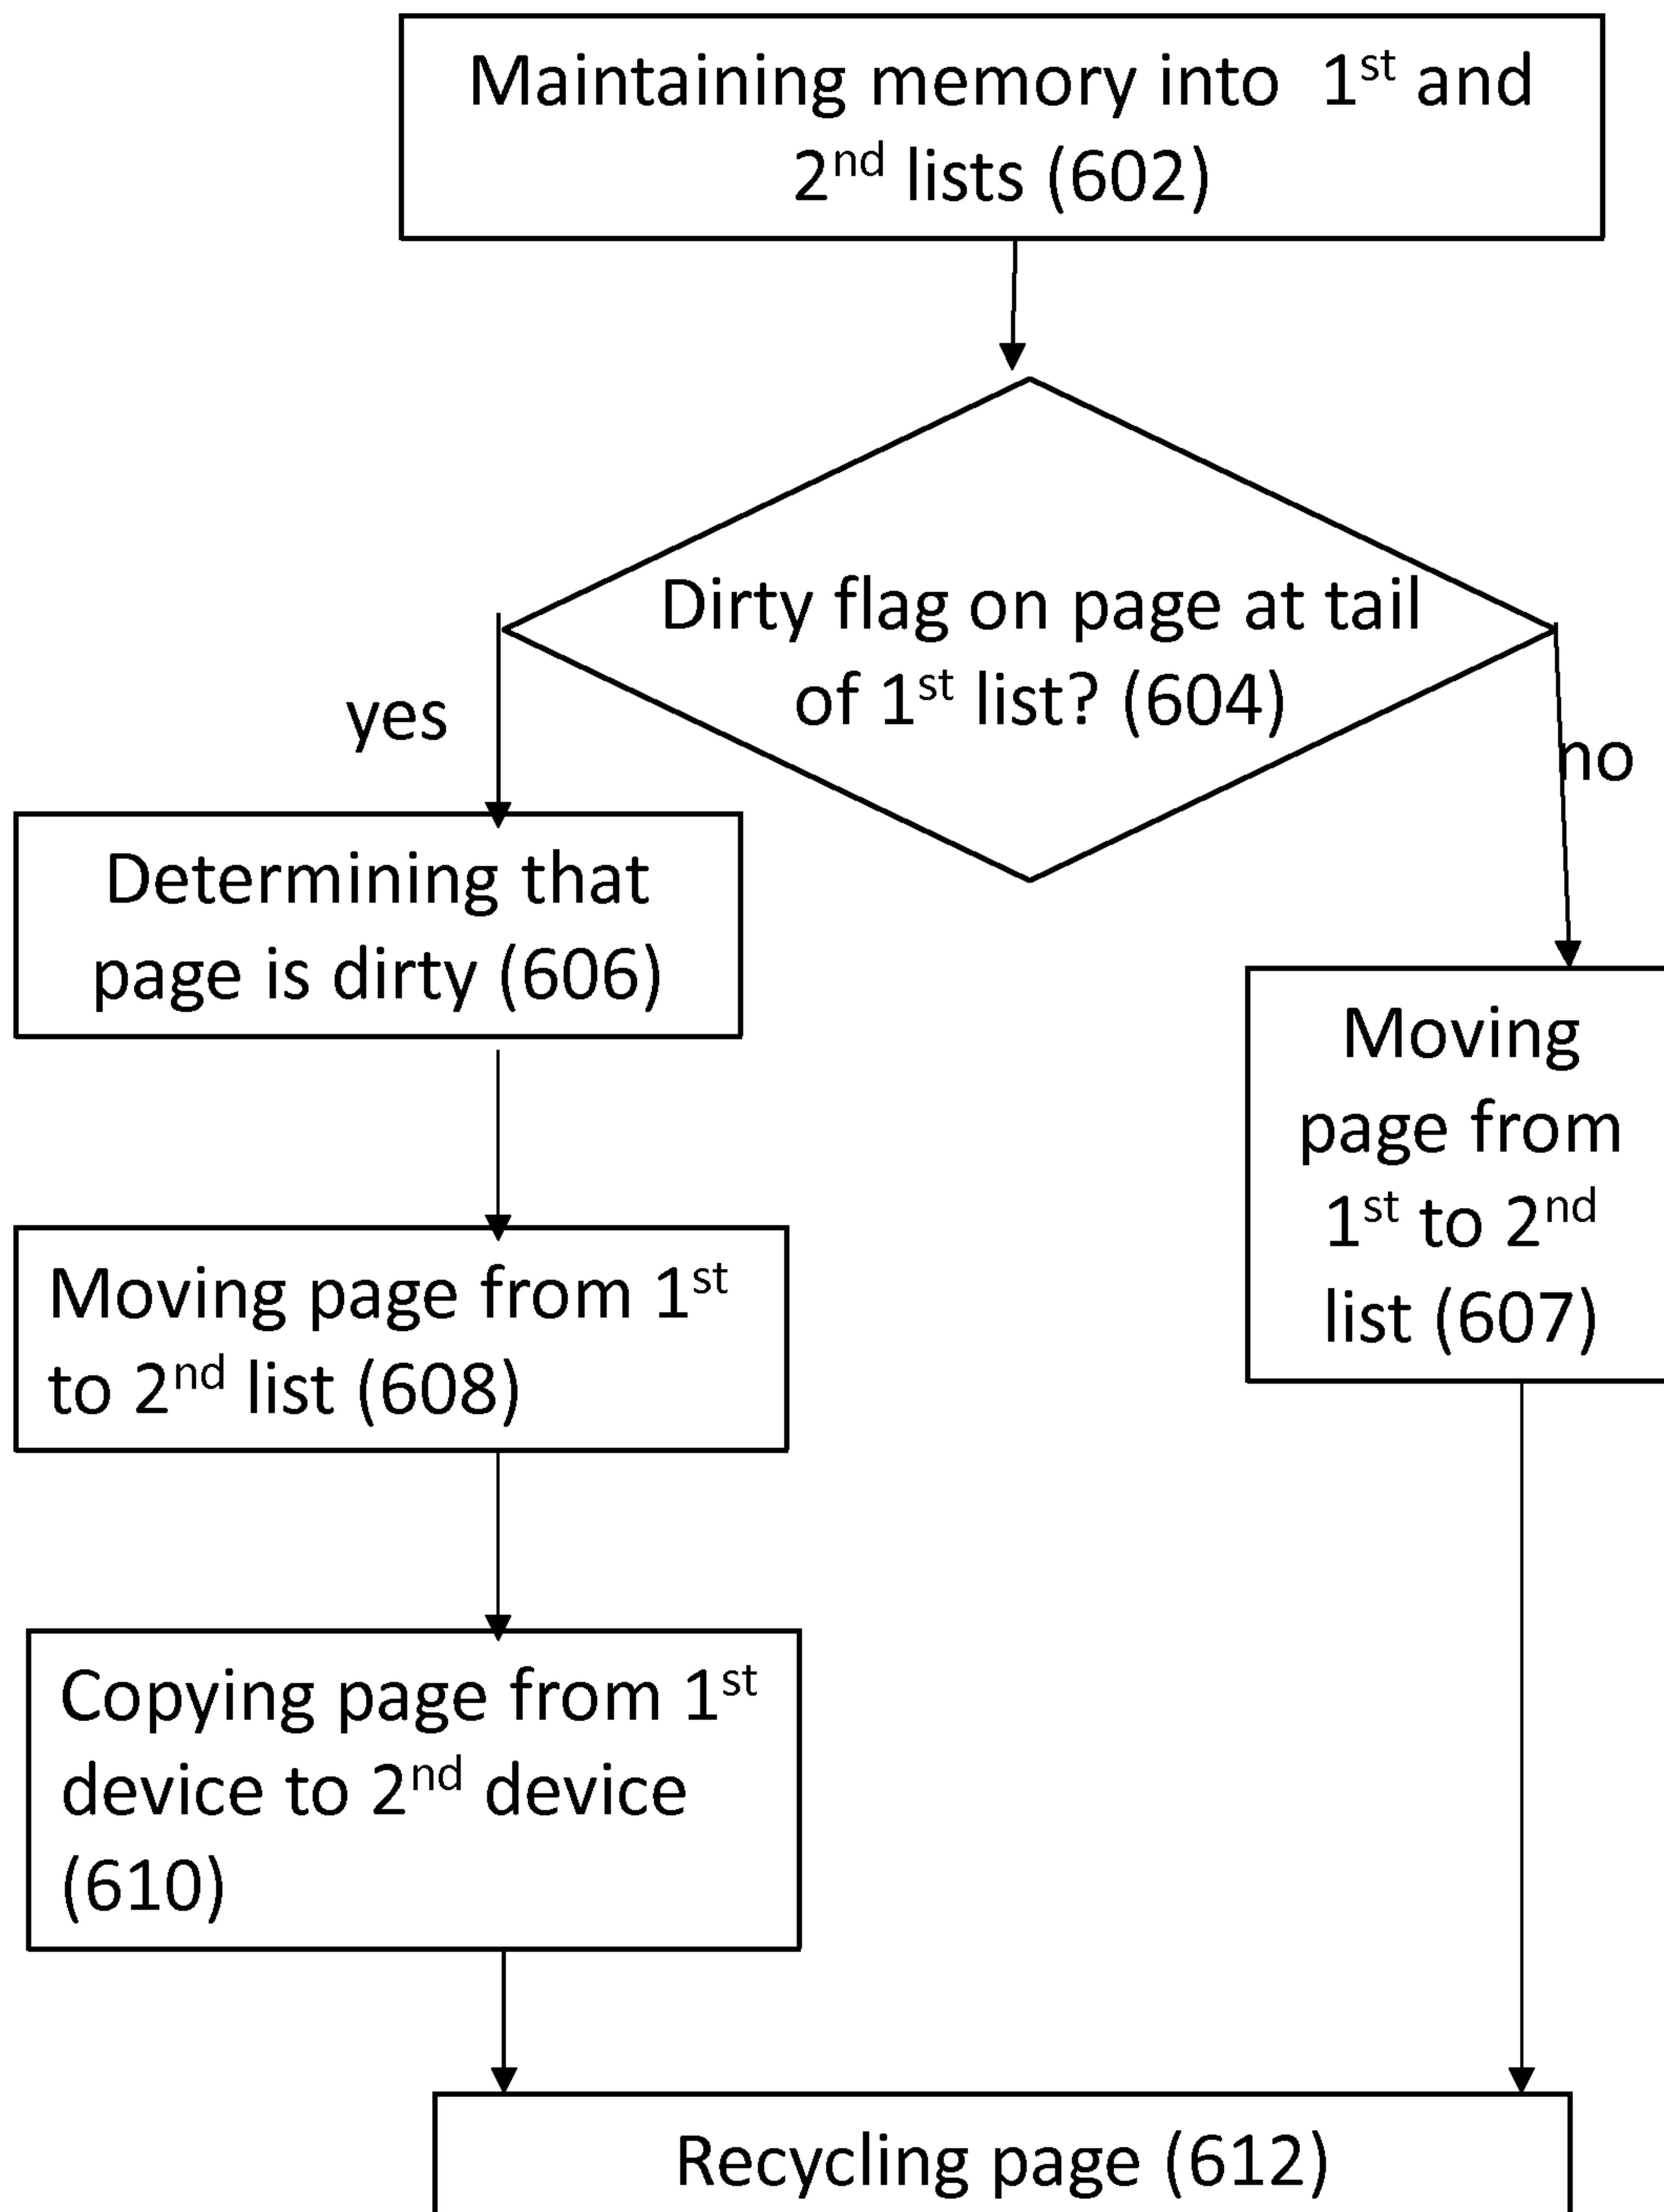 Maintaining memory into 1st and
2nd lists (602)
Dirty flag on page at tail
of 1st list? (604)
yes
no
Determining that
page is dirty (606)
Moving
page from
1st to 2nd
list (607)
Moving page from 1st
to 2nd list (608)
Copying page from 1st
device to 2nd device
(610)
Recycling page (612)